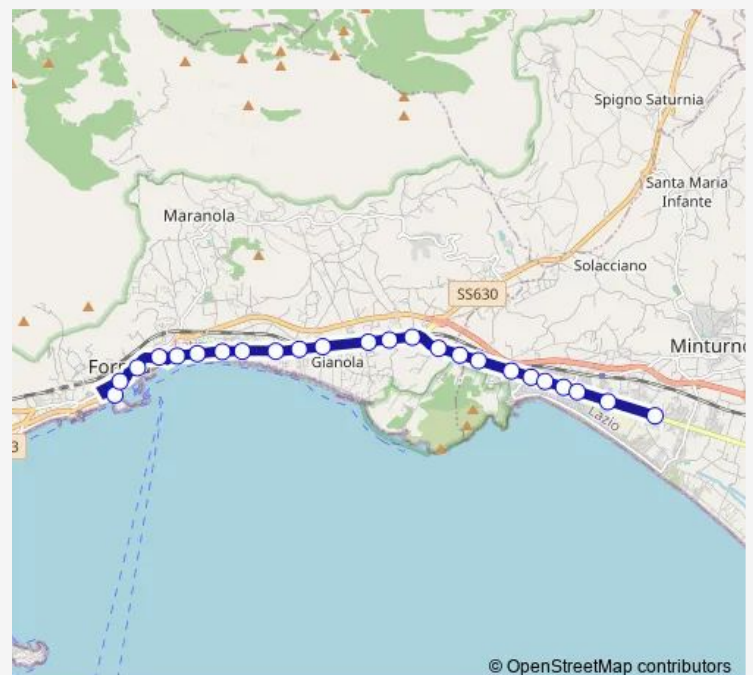 Spigno Saturnia
Santa Maria
Infante
Maranola
Solacciano
SS630
Minturno
Gianola
Lazio
© OpenStreetMap contributors